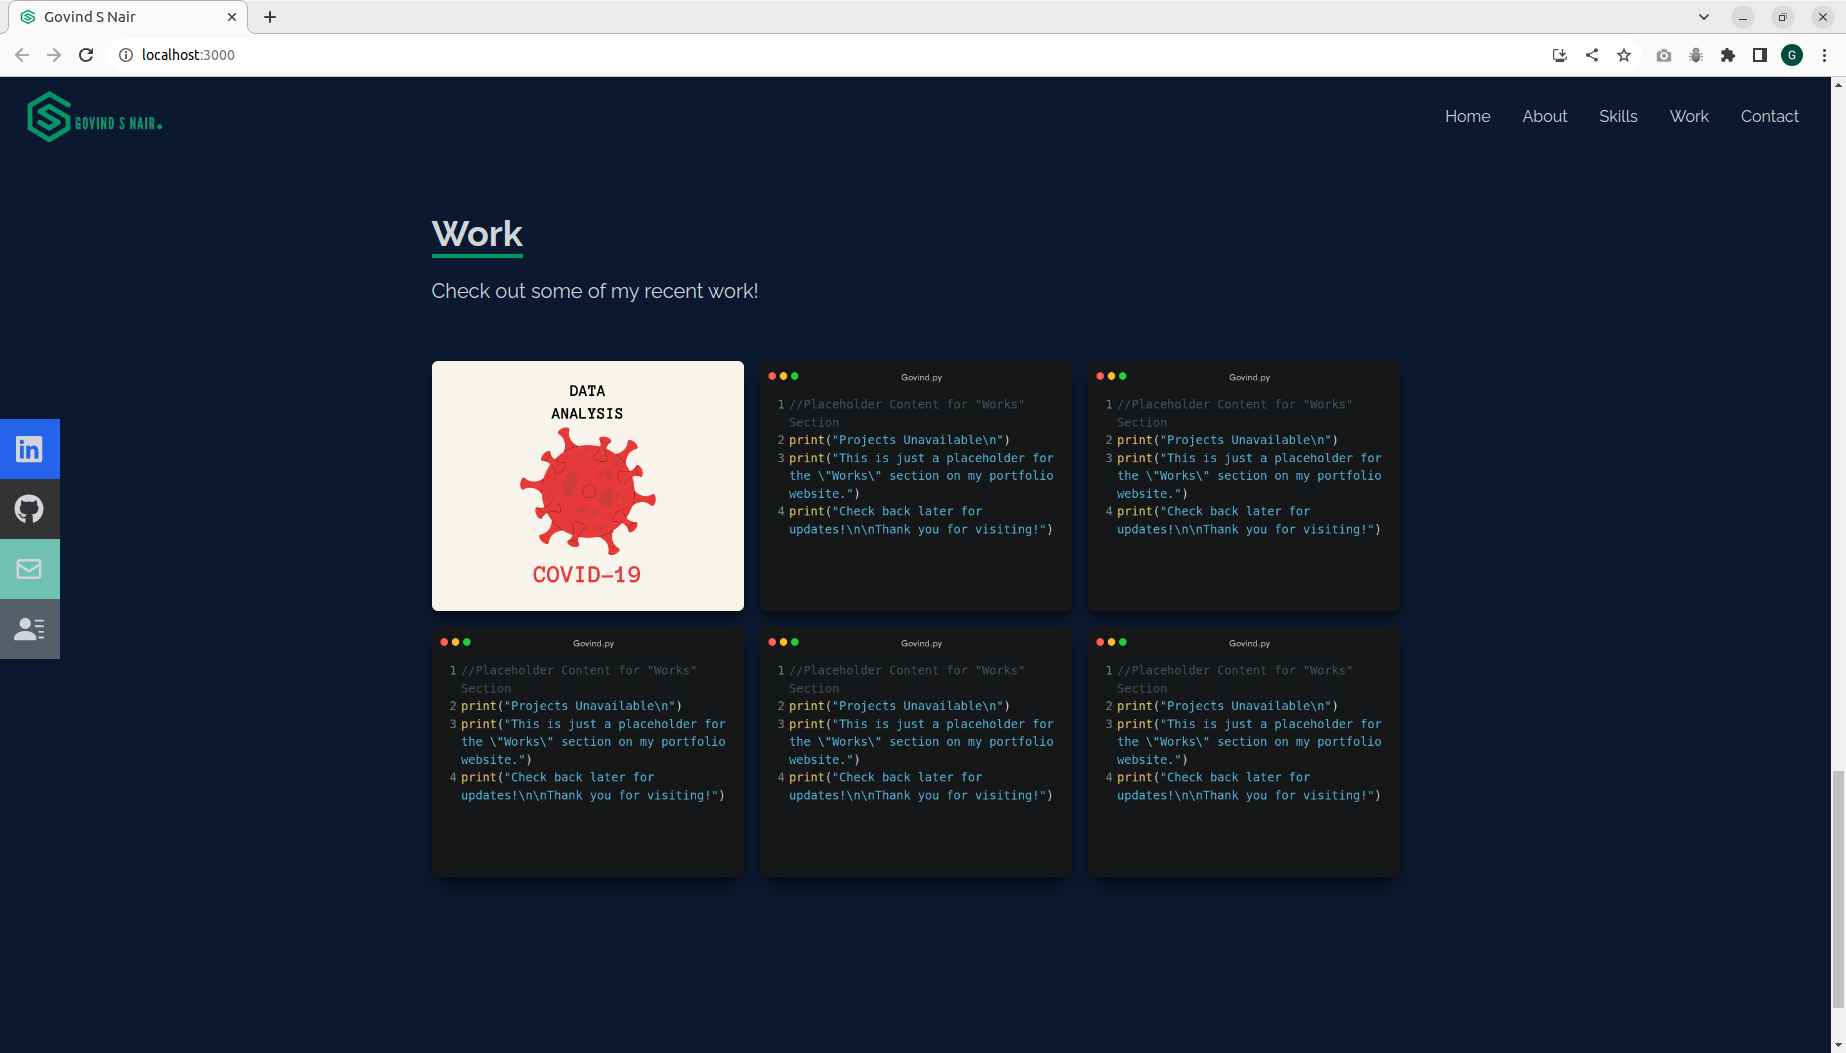 Govind S Nair
localhost:3000
GOVIND S NAIR.
Home About Skills Work Contact
Work
Check out some of my recent work!
DATA
ANALYSIS
COVID-19
Govind.py
1 //Placeholder Content for "Works"
Section
2 print("Projects Unavailable\n")
3 print("This is just a placeholder for
the \"Works\" section on my portfolio
website.")
4 print("Check back later for
updates!\n\nThank you for visiting!")
Govind.py
1 //Placeholder Content for "Works"
Section
2 print("Projects Unavailable\n")
3 print("This is just a placeholder for
the \"Works\" section on my portfolio
website.")
4 print("Check back later for
updates!\n\nThank you for visiting!")
Govind.py
1 //Placeholder Content for "Works"
Section
2 print("Projects Unavailable\n")
3 print("This is just a placeholder for
the \"Works\" section on my portfolio
website.")
4 print("Check back later for
updates!\n\nThank you for visiting!")
Govind.py
1 //Placeholder Content for "Works"
Section
2 print("Projects Unavailable\n")
3 print("This is just a placeholder for
the \"Works\" section on my portfolio
website.")
4 print("Check back later for
updates!\n\nThank you for visiting!")
Govind.py
1 //Placeholder Content for "Works"
Section
2 print("Projects Unavailable\n")
3 print("This is just a placeholder for
the \"Works\" section on my portfolio
website.")
4 print("Check back later for
updates!\n\nThank you for visiting!")
in
G